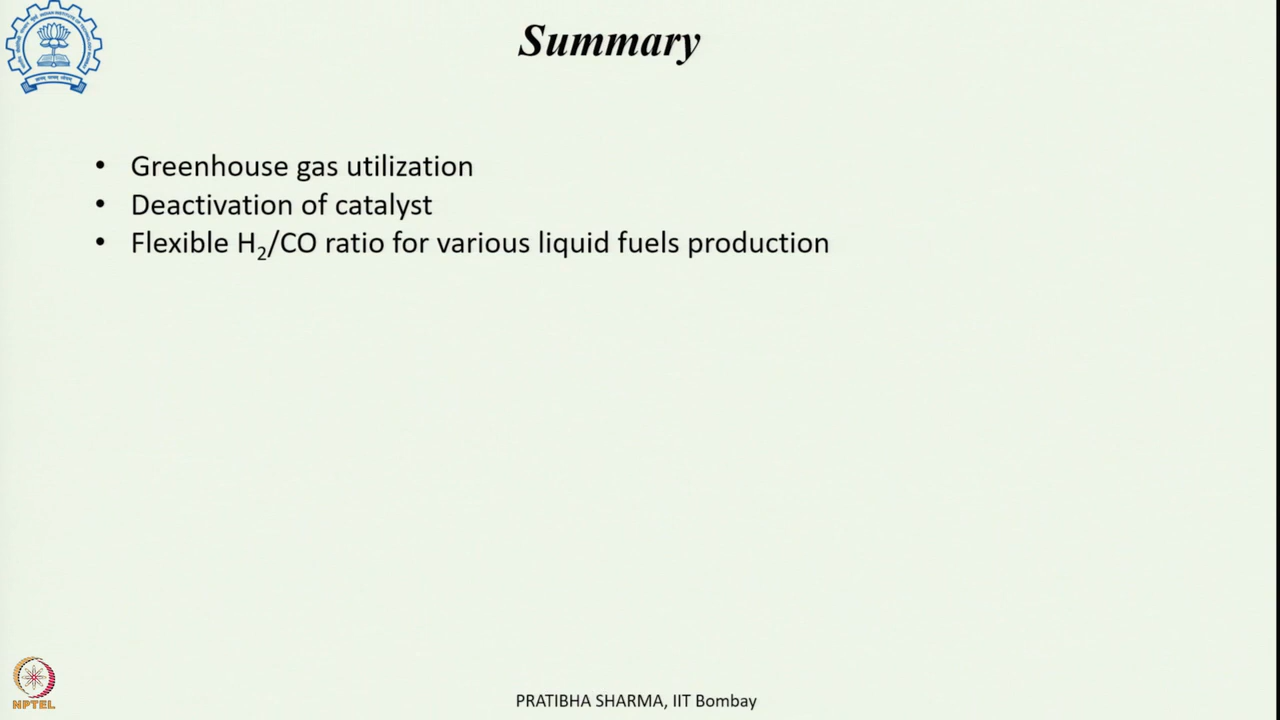 Summary
• Greenhouse gas utilization
• Deactivation of catalyst
• Flexible H₂/CO ratio for various liquid fuels production
NPTEL
PRATIBHA SHARMA, IIT Bombay